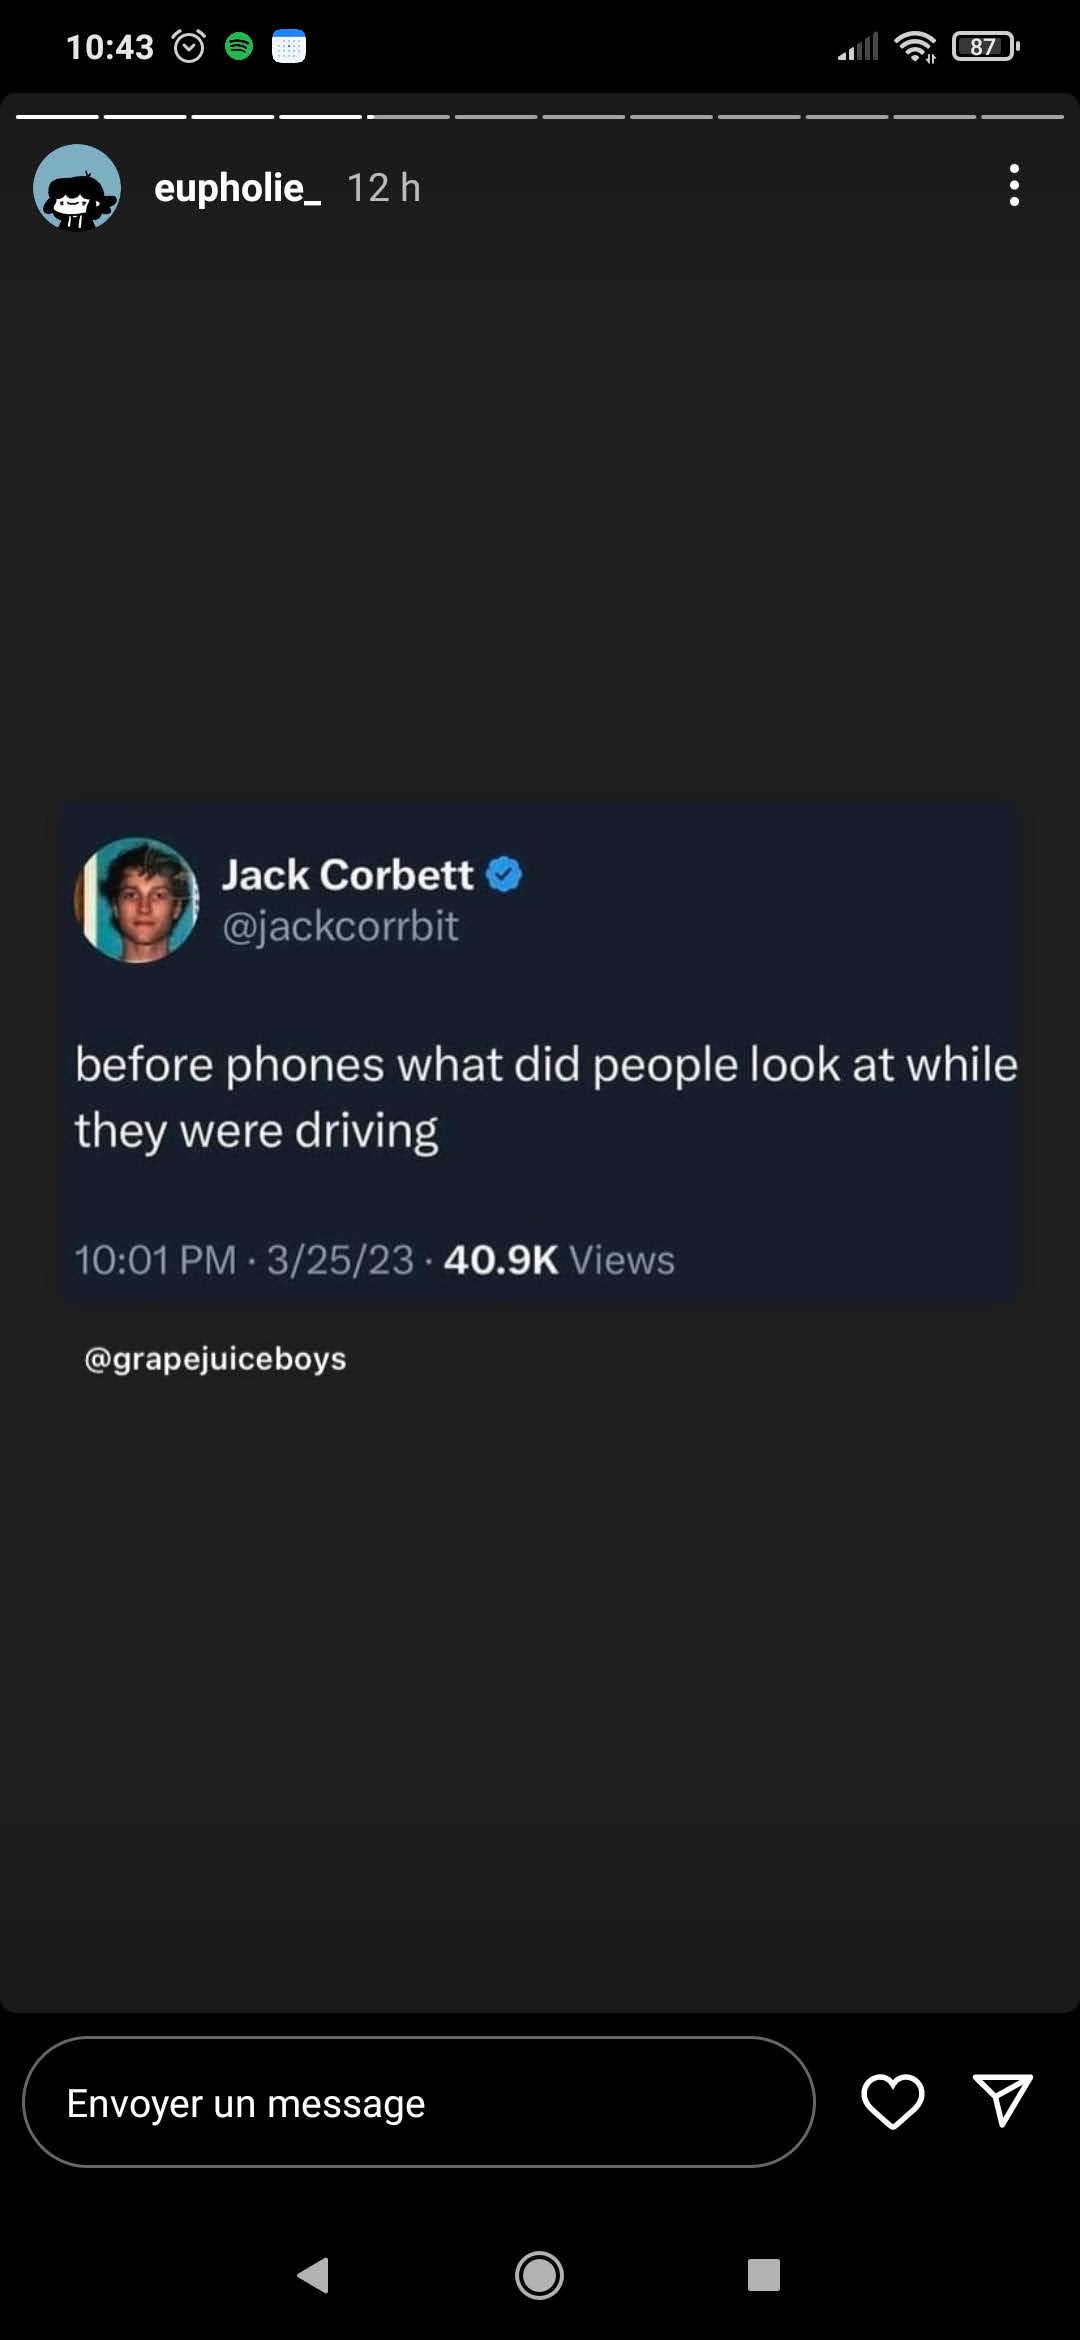 10:43
87
eupholie_ 12 h
Jack Corbett
@jackcorrbit
before phones what did people look at while
they were driving
10:01 PM · 3/25/23 · 40.9K Views
@grapejuiceboys
Envoyer un message